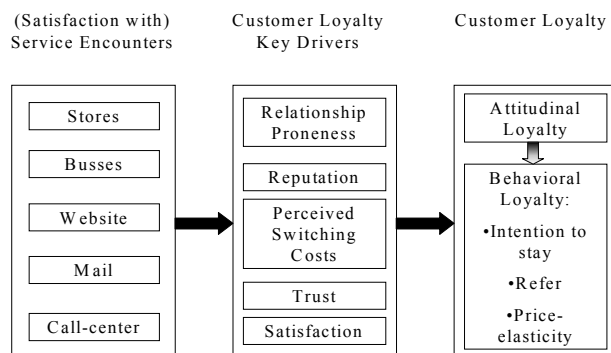 (Satisfaction with)
Service Encounters
Stores
Busses
Website
Mail
Call-center
Customer Loyalty
Key Drivers
Relationship
Proneness
Reputation
Perceived
Switching
Costs
Trust
Satisfaction
Customer Loyalty
Attitudinal
Loyalty
Behavioral
Loyalty:
•Intention to
stay
•Refer
•Price-
elasticity